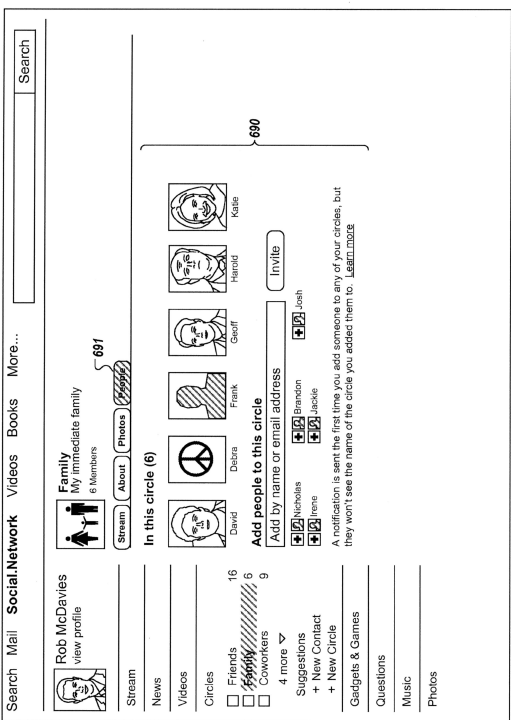 Search Mail Social.Network Videos Books More...
Search
Rob McDavies
view profile
Stream
News
Videos
Circles
Friends 16
Family 6
Coworkers 9
4 more
Suggestions
+ New Contact
+ New Circle
Gadgets & Games
Questions
Music
Photos
Family
My immediate family
6 Members
Stream About Photos People
691
In this circle (6)
David Debra Frank Geoff Harold Katie
Add people to this circle
Add by name or email address Invite
Nicholas Brandon Josh
Irene Jackie
A notification is sent the first time you add someone to any of your circles, but
they won't see the name of the circle you added them to. Learn more
690